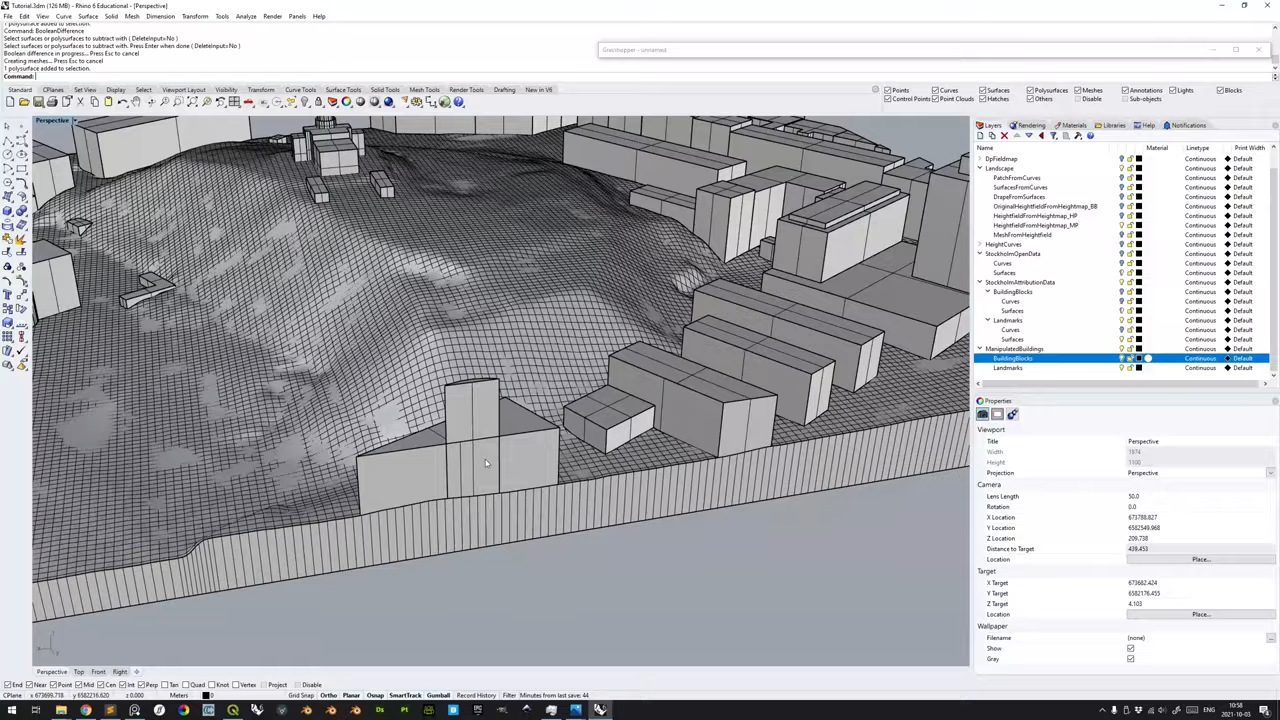 Tutorial.3dm (126 MB) - Rhino 6 Educational - [Perspective]
File Edit View Curve Surface Solid Mesh Dimension Transform Tools Analyze Render Panels Help
1 polysurface added to selection.
Command: BooleanDifference
Select surfaces or polysurfaces to subtract with ( DeleteInput=No )
Select surfaces or polysurfaces to subtract with. Press Enter when done ( DeleteInput=No )
Boolean difference in progress... Press Esc to cancel
Creating meshes... Press Esc to cancel
1 polysurface added to selection.
Command:
Grasshopper - unnamed
Standard CPlanes Set View Display Select Viewport Layout Visibility Transform Curve Tools Surface Tools Solid Tools Mesh Tools Render Tools Drafting New in V6
Points Curves Surfaces Polysurfaces Meshes Annotations Lights Blocks
Control Points Point Clouds Hatches Others Disable Sub-objects
Perspective
Layers Rendering Materials Libraries Help Notifications
Name Material Linetype Print Width
DpFieldmap Continuous Default
Landscape Continuous Default
PatchFromCurves Continuous Default
SurfacesFromCurves Continuous Default
DrapeFromSurfaces Continuous Default
OriginalHeightfieldFromHeightmap_BB Continuous Default
HeightfieldFromHeightmap_HP Continuous Default
HeightfieldFromHeightmap_MP Continuous Default
MeshFromHeightfield Continuous Default
HeightCurves Continuous Default
StockholmOpenData Continuous Default
Curves Continuous Default
Surfaces Continuous Default
StockholmAttributionData Continuous Default
BuildingBlocks Continuous Default
Curves Continuous Default
Surfaces Continuous Default
Landmarks Continuous Default
Curves Continuous Default
Surfaces Continuous Default
ManipulatedBuildings Continuous Default
BuildingBlocks Continuous Default
Landmarks Continuous Default
Properties
Viewport
Title Perspective
Width 1874
Height 1100
Projection Perspective
Camera
Lens Length 50.0
Rotation 0.0
X Location 673788.827
Y Location 6582549.968
Z Location 209.738
Distance to Target 439.453
Location Place...
Target
X Target 673682.424
Y Target 6582176.455
Z Target 4.103
Location Place...
Wallpaper
Filename (none)
Show
Gray
Perspective Top Front Right
End Near Point Mid Cen Int Perp Tan Quad Knot Vertex Project Disable
CPlane x 673699.718 y 6582216.620 z 0.000 Meters 0 Grid Snap Ortho Planar Osnap SmartTrack Gumball Record History Filter Minutes from last save: 44
ENG 10:58
2021-10-03